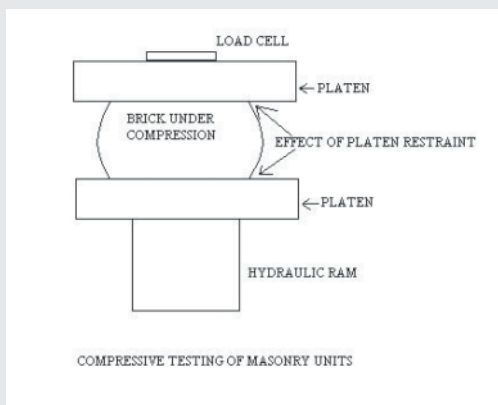 LOAD CELL
PLATEN
BRICK UNDER
COMPRESSION
EFFECT OF PLATEN RESTRAINT
PLATEN
HYDRAULIC RAM
COMPRESSIVE TESTING OF MASONRY UNITS